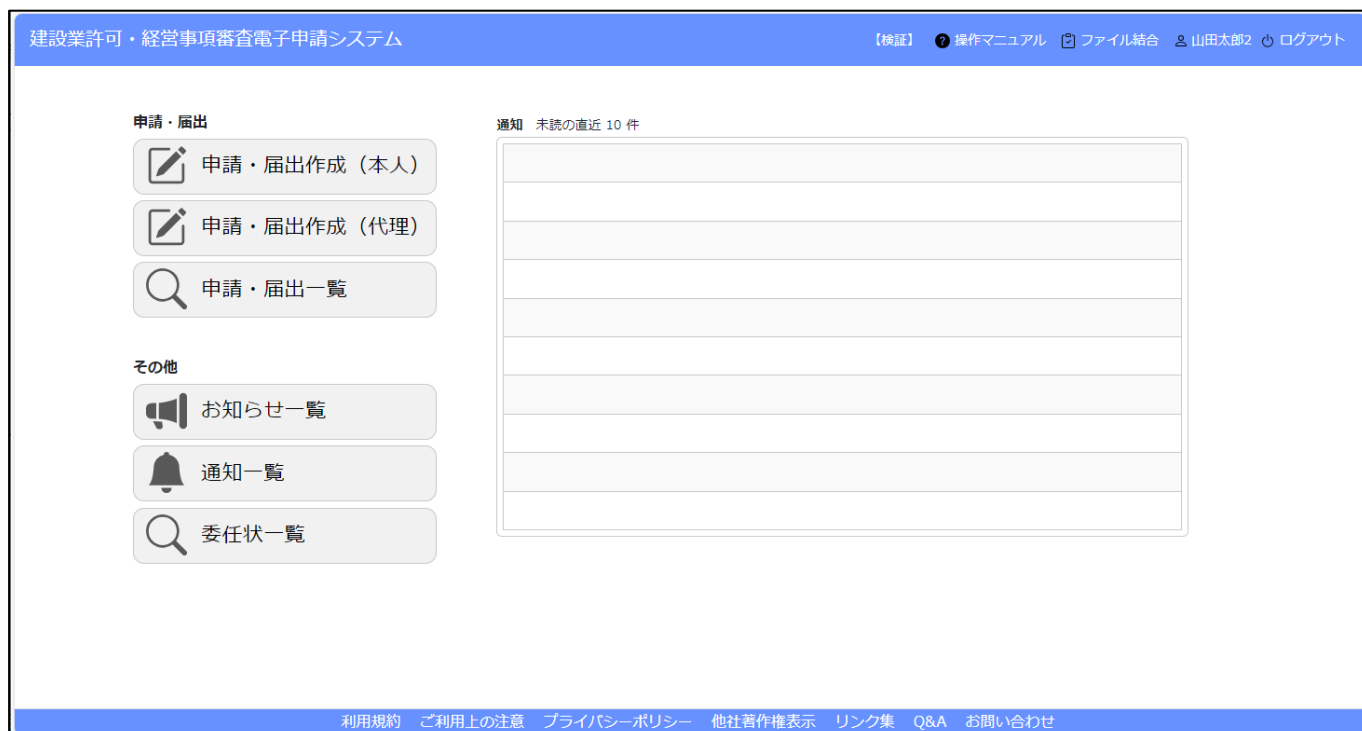 建設業許可・経営事項審査電子申請システム
【検証】 操作マニュアル ファイル結合 山田太郎2 ログアウト
申請・届出
申請・届出作成（本人）
申請・届出作成（代理）
申請・届出一覧
その他
お知らせ一覧
通知一覧
委任状一覧
通知 未読の直近 10 件
利用規約 ご利用上の注意 プライバシーポリシー 他社著作権表示 リンク集 Q&A お問い合わせ